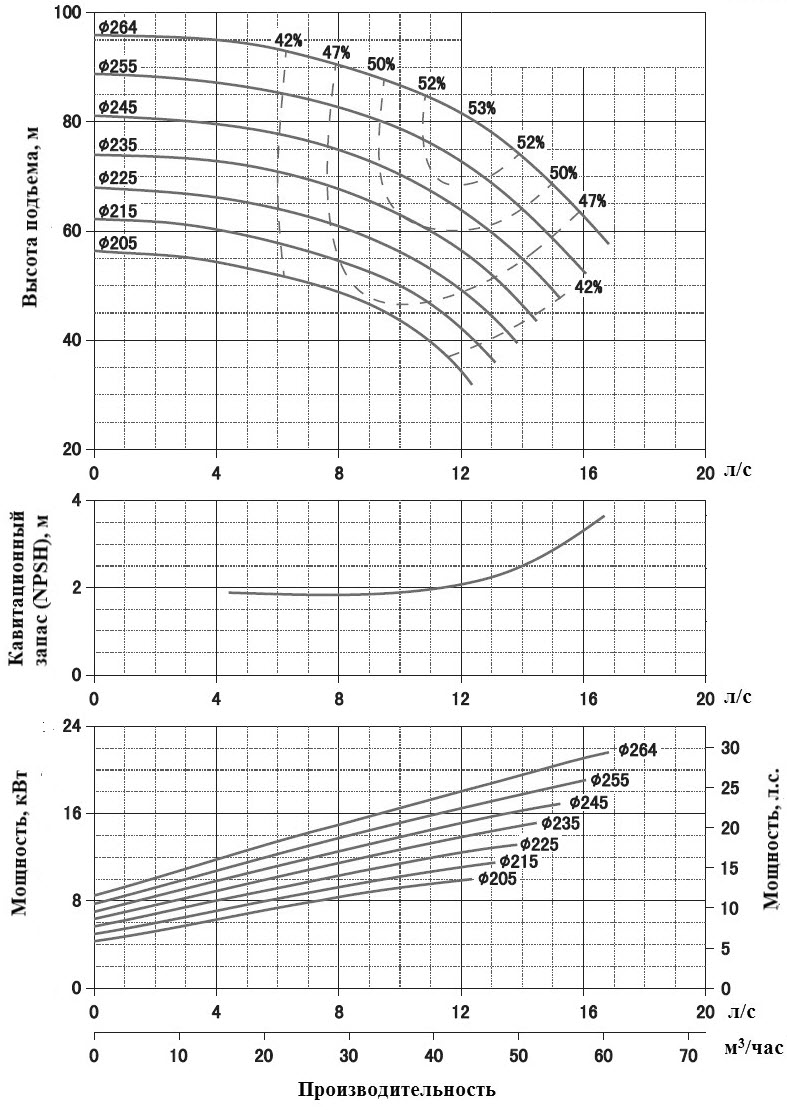 100
80
60
40
20
Высота подъема, м
ϕ264
ϕ255
ϕ245
ϕ235
ϕ225
ϕ215
ϕ205
42%
47%
50%
52%
53%
52%
50%
47%
42%
0 4 8 12 16 20 л/с
4
2
0
Кавитационный
запас (NPSH), м
0 4 8 12 16 20 л/с
24
16
8
0
Мощность, кВт
ϕ264
ϕ255
ϕ245
ϕ235
ϕ225
ϕ215
ϕ205
30
25
20
15
10
5
0
Мощность, л.с.
0 4 8 12 16 20 л/с
0 10 20 30 40 50 60 70 м³/час
Производительность